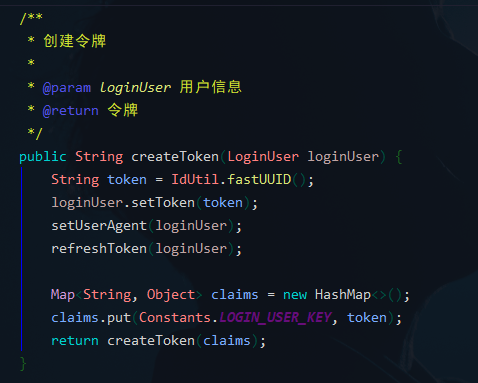 /**
 * 创建令牌
 *
 * @param loginUser 用户信息
 * @return 令牌
 */
public String createToken(LoginUser loginUser) {
    String token = IdUtil.fastUUID();
    loginUser.setToken(token);
    setUserAgent(loginUser);
    refreshToken(loginUser);

    Map<String, Object> claims = new HashMap<>();
    claims.put(Constants.LOGIN_USER_KEY, token);
    return createToken(claims);
}